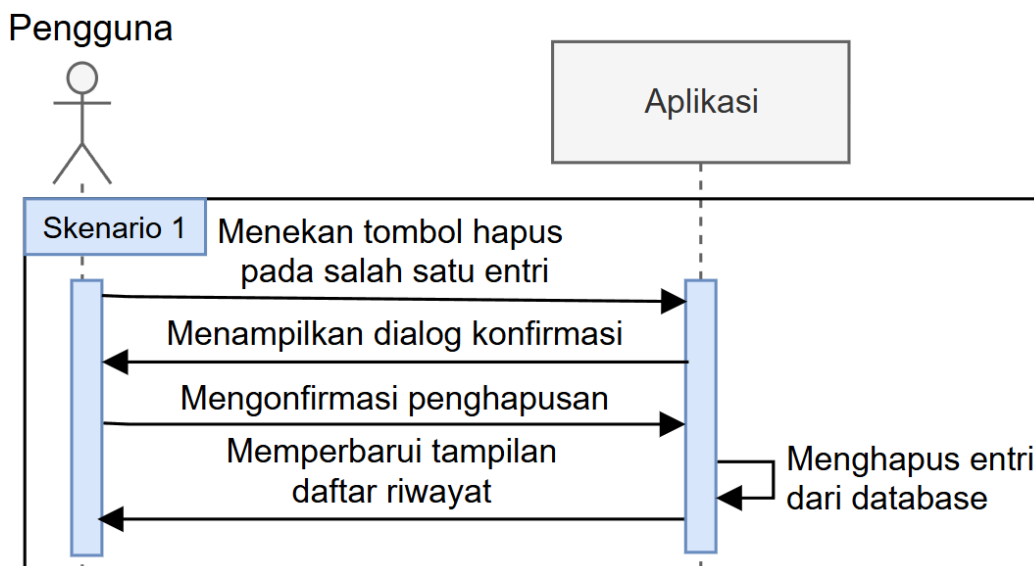 Pengguna
Aplikasi
Skenario 1
Menekan tombol hapus
pada salah satu entri
Menampilkan dialog konfirmasi
Mengonfirmasi penghapusan
Memperbarui tampilan
daftar riwayat
Menghapus entri
dari database